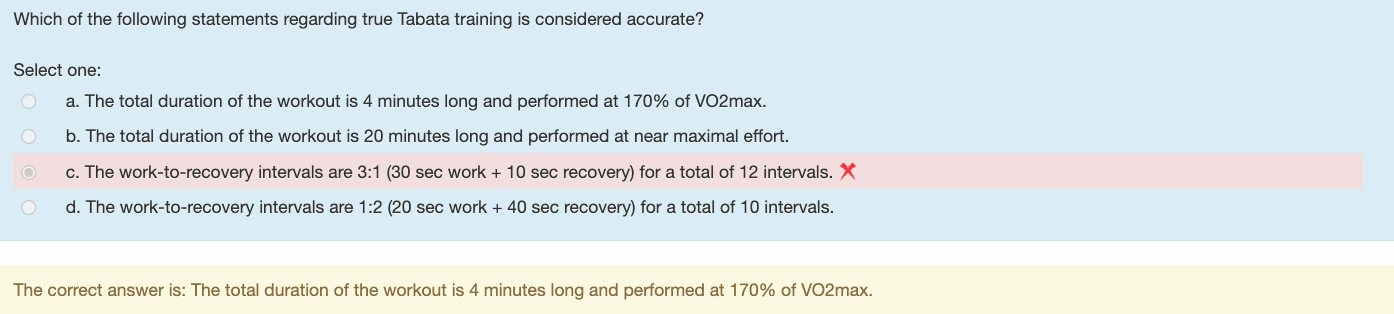 Which of the following statements regarding true Tabata training is considered accurate?
Select one:
a. The total duration of the workout is 4 minutes long and performed at 170% of VO2max.
b. The total duration of the workout is 20 minutes long and performed at near maximal effort.
c. The work-to-recovery intervals are 3:1 (30 sec work + 10 sec recovery) for a total of 12 intervals.
d. The work-to-recovery intervals are 1:2 (20 sec work + 40 sec recovery) for a total of 10 intervals.
The correct answer is: The total duration of the workout is 4 minutes long and performed at 170% of VO2max.